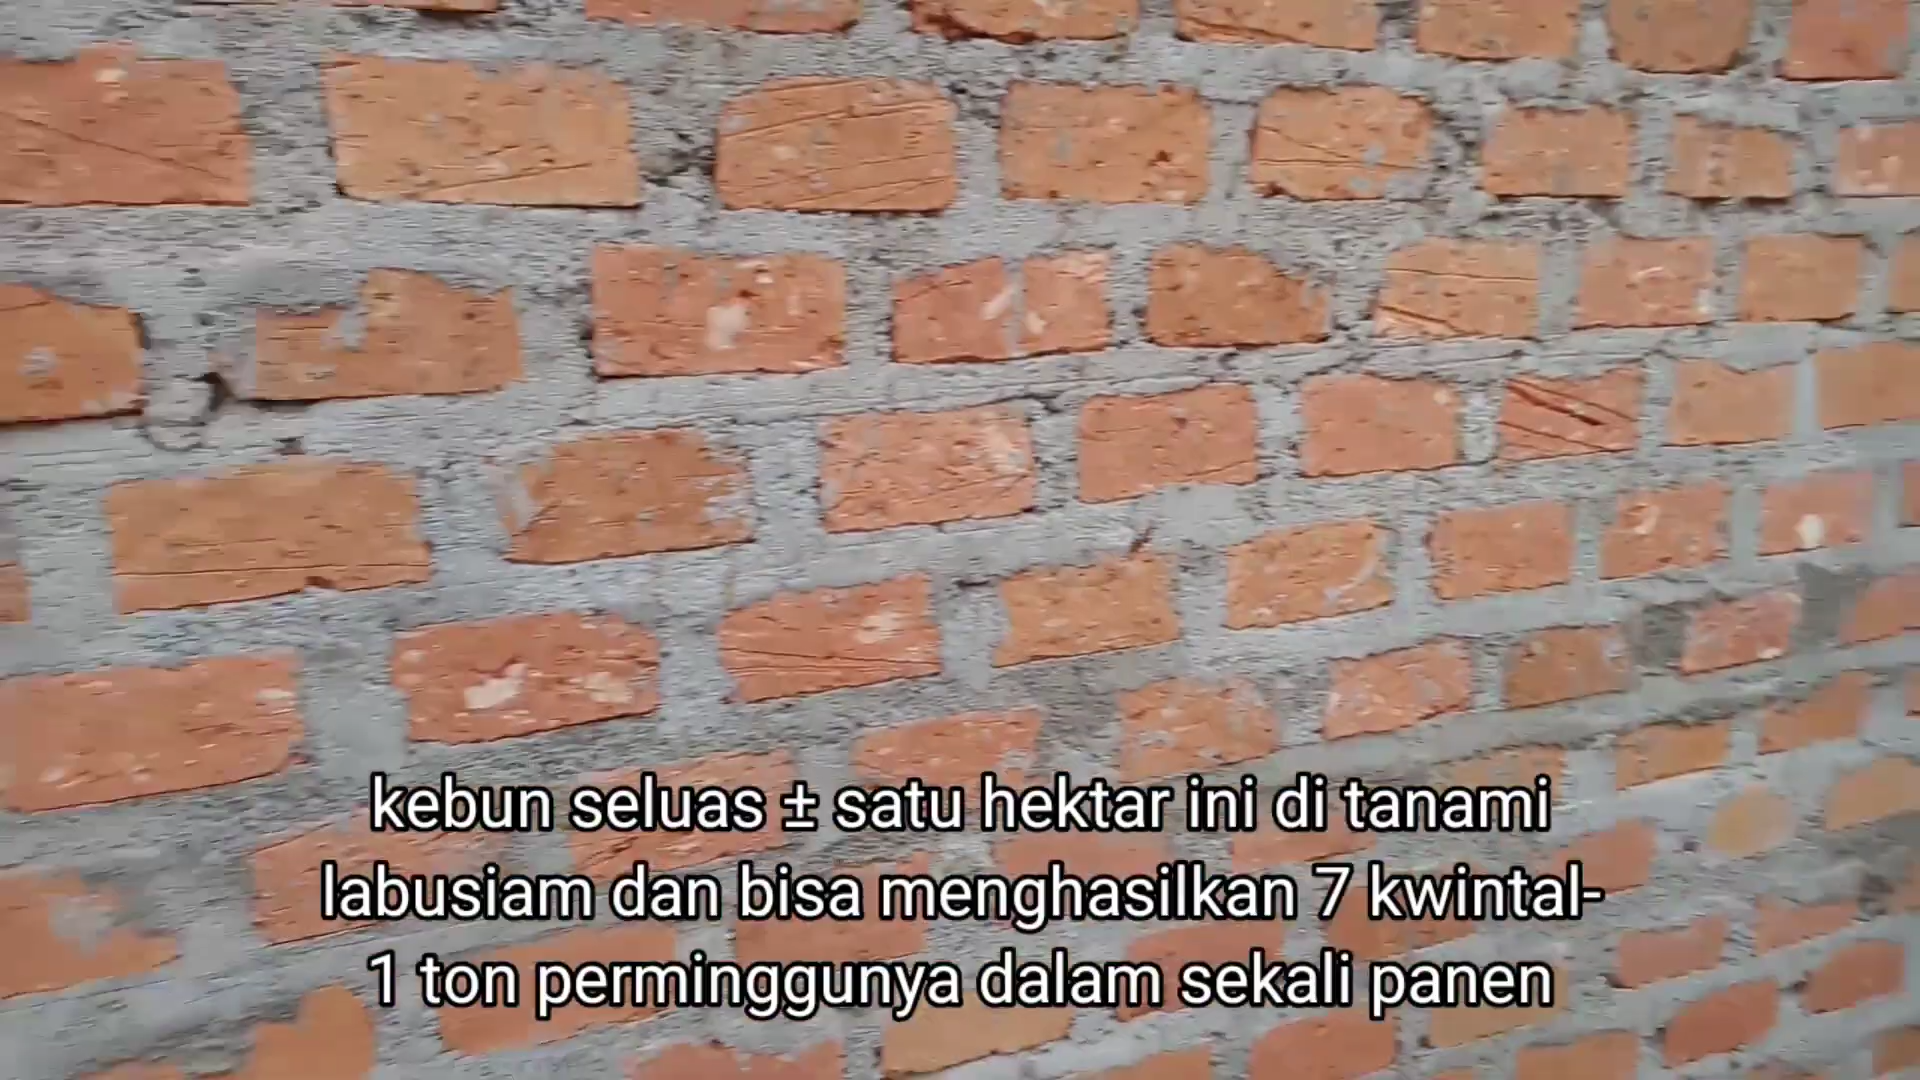 kebun seluas ± satu hektar ini di tanami
labusiam dan bisa menghasilkan 7 kwintal-
1 ton perminggunya dalam sekali panen